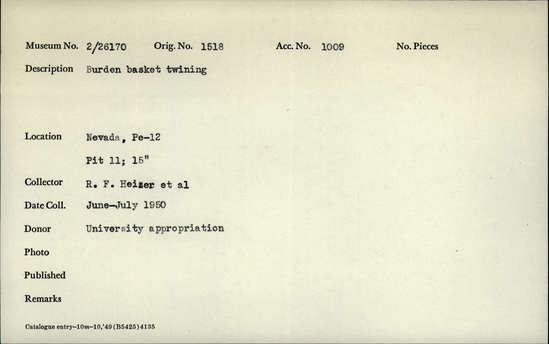 Museum No. 2/26170 Orig. No. 1518 Acc. No. 1009 No. Pieces
Description Burden basket twining
Location Nevada, Pe-12
Pit 11; 15"
Collector R. F. Heizer et al
Date Coll. June-July 1950
Donor University appropriation
Photo
Published
Remarks
Catalogue entry-10m-10,'49 (B5425) 4135